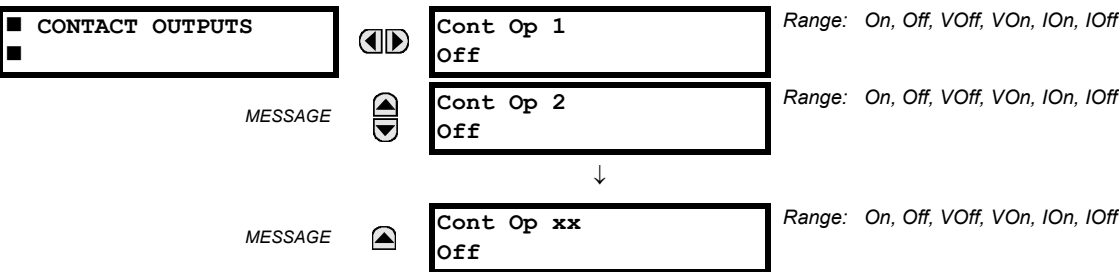 ■ CONTACT OUTPUTS
■
Cont Op 1
Off
Range: On, Off, VOff, VOn, IOn, IOff
MESSAGE
Cont Op 2
Off
Range: On, Off, VOff, VOn, IOn, IOff
↓
MESSAGE
Cont Op xx
Off
Range: On, Off, VOff, VOn, IOn, IOff